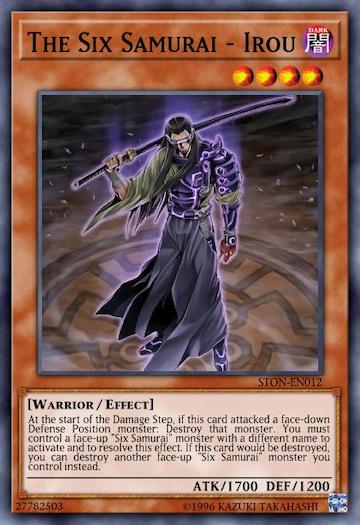 The Six Samurai - Irou
DARK
闇
STON-EN012
[Warrior / Effect]
At the start of the Damage Step, if this card attacked a face-down
Defense Position monster: Destroy that monster. You must
control a face-up "Six Samurai" monster with a different name to
activate and to resolve this effect. If this card would be destroyed,
you can destroy another face-up "Six Samurai" monster you
control instead.
ATK/1700 DEF/1200
27782503
©1996 KAZUKI TAKAHASHI